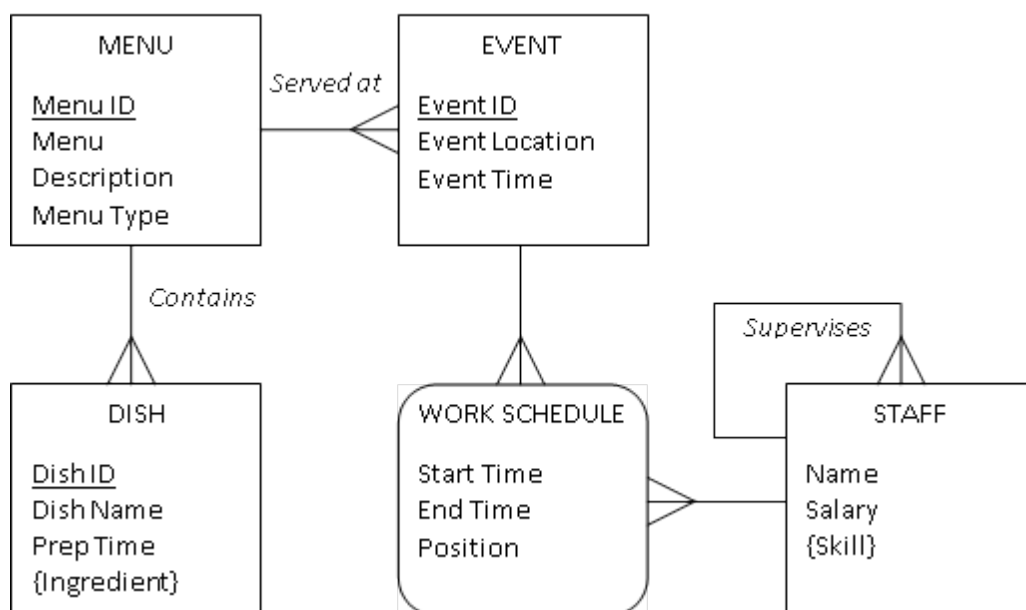 MENU
Menu ID
Menu
Description
Menu Type
Served at
EVENT
Event ID
Event Location
Event Time
Contains
Supervises
DISH
Dish ID
Dish Name
Prep Time
{Ingredient}
WORK SCHEDULE
Start Time
End Time
Position
STAFF
Name
Salary
{Skill}